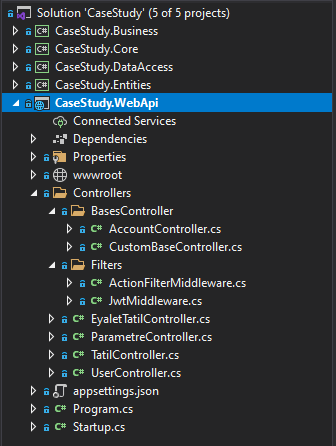 Solution 'CaseStudy' (5 of 5 projects)
C# CaseStudy.Business
C# CaseStudy.Core
C# CaseStudy.DataAccess
C# CaseStudy.Entities
CaseStudy.WebApi
Connected Services
Dependencies
Properties
wwwroot
Controllers
BasesController
C# AccountController.cs
C# CustomBaseController.cs
Filters
C# ActionFilterMiddleware.cs
C# JwtMiddleware.cs
C# EyaletTatilController.cs
C# ParametreController.cs
C# TatilController.cs
C# UserController.cs
appsettings.json
C# Program.cs
C# Startup.cs